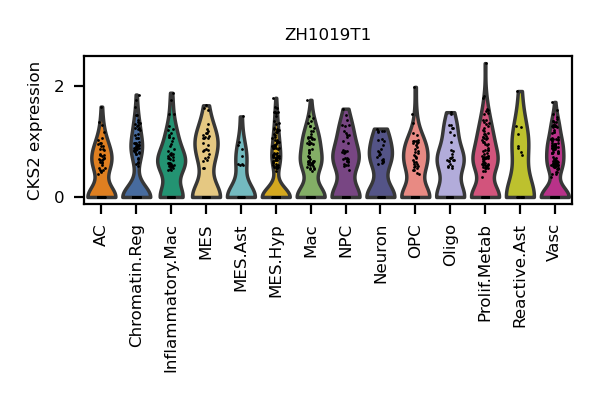 ZH1019T1
CKS2 expression
2
0
AC
Chromatin.Reg
Inflammatory.Mac
MES
MES.Ast
MES.Hyp
Mac
NPC
Neuron
OPC
Oligo
Prolif.Metab
Reactive.Ast
Vasc